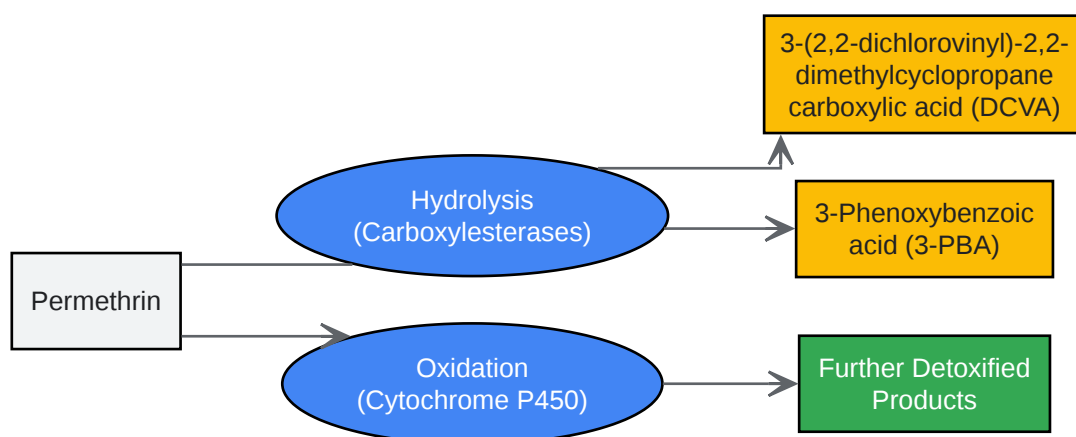 3-(2,2-dichlorovinyl)-2,2-
dimethylcyclopropane
carboxylic acid (DCVA)
Hydrolysis
(Carboxylesterases)
3-Phenoxybenzoic
acid (3-PBA)
Permethrin
Oxidation
(Cytochrome P450)
Further Detoxified
Products